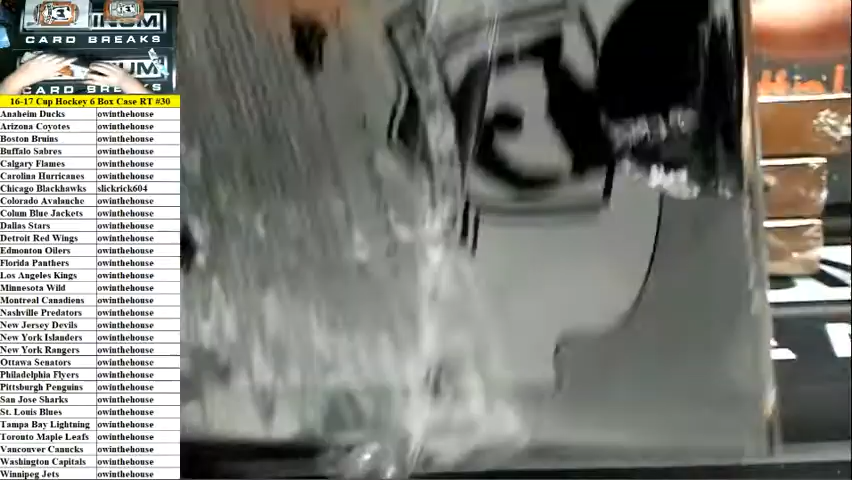 CARD BREAKS
CARD BREAKS
16-17 Cup Hockey 6 Box Case RT #30
Anaheim Ducks owinthehouse
Arizona Coyotes owinthehouse
Boston Bruins owinthehouse
Buffalo Sabres owinthehouse
Calgary Flames owinthehouse
Carolina Hurricanes owinthehouse
Chicago Blackhawks slickrick604
Colorado Avalanche owinthehouse
Colum Blue Jackets owinthehouse
Dallas Stars owinthehouse
Detroit Red Wings owinthehouse
Edmonton Oilers owinthehouse
Florida Panthers owinthehouse
Los Angeles Kings owinthehouse
Minnesota Wild owinthehouse
Montreal Canadiens owinthehouse
Nashville Predators owinthehouse
New Jersey Devils owinthehouse
New York Islanders owinthehouse
New York Rangers owinthehouse
Ottawa Senators owinthehouse
Philadelphia Flyers owinthehouse
Pittsburgh Penguins owinthehouse
San Jose Sharks owinthehouse
St. Louis Blues owinthehouse
Tampa Bay Lightning owinthehouse
Toronto Maple Leafs owinthehouse
Vancouver Canucks owinthehouse
Washington Capitals owinthehouse
Winnipeg Jets owinthehouse